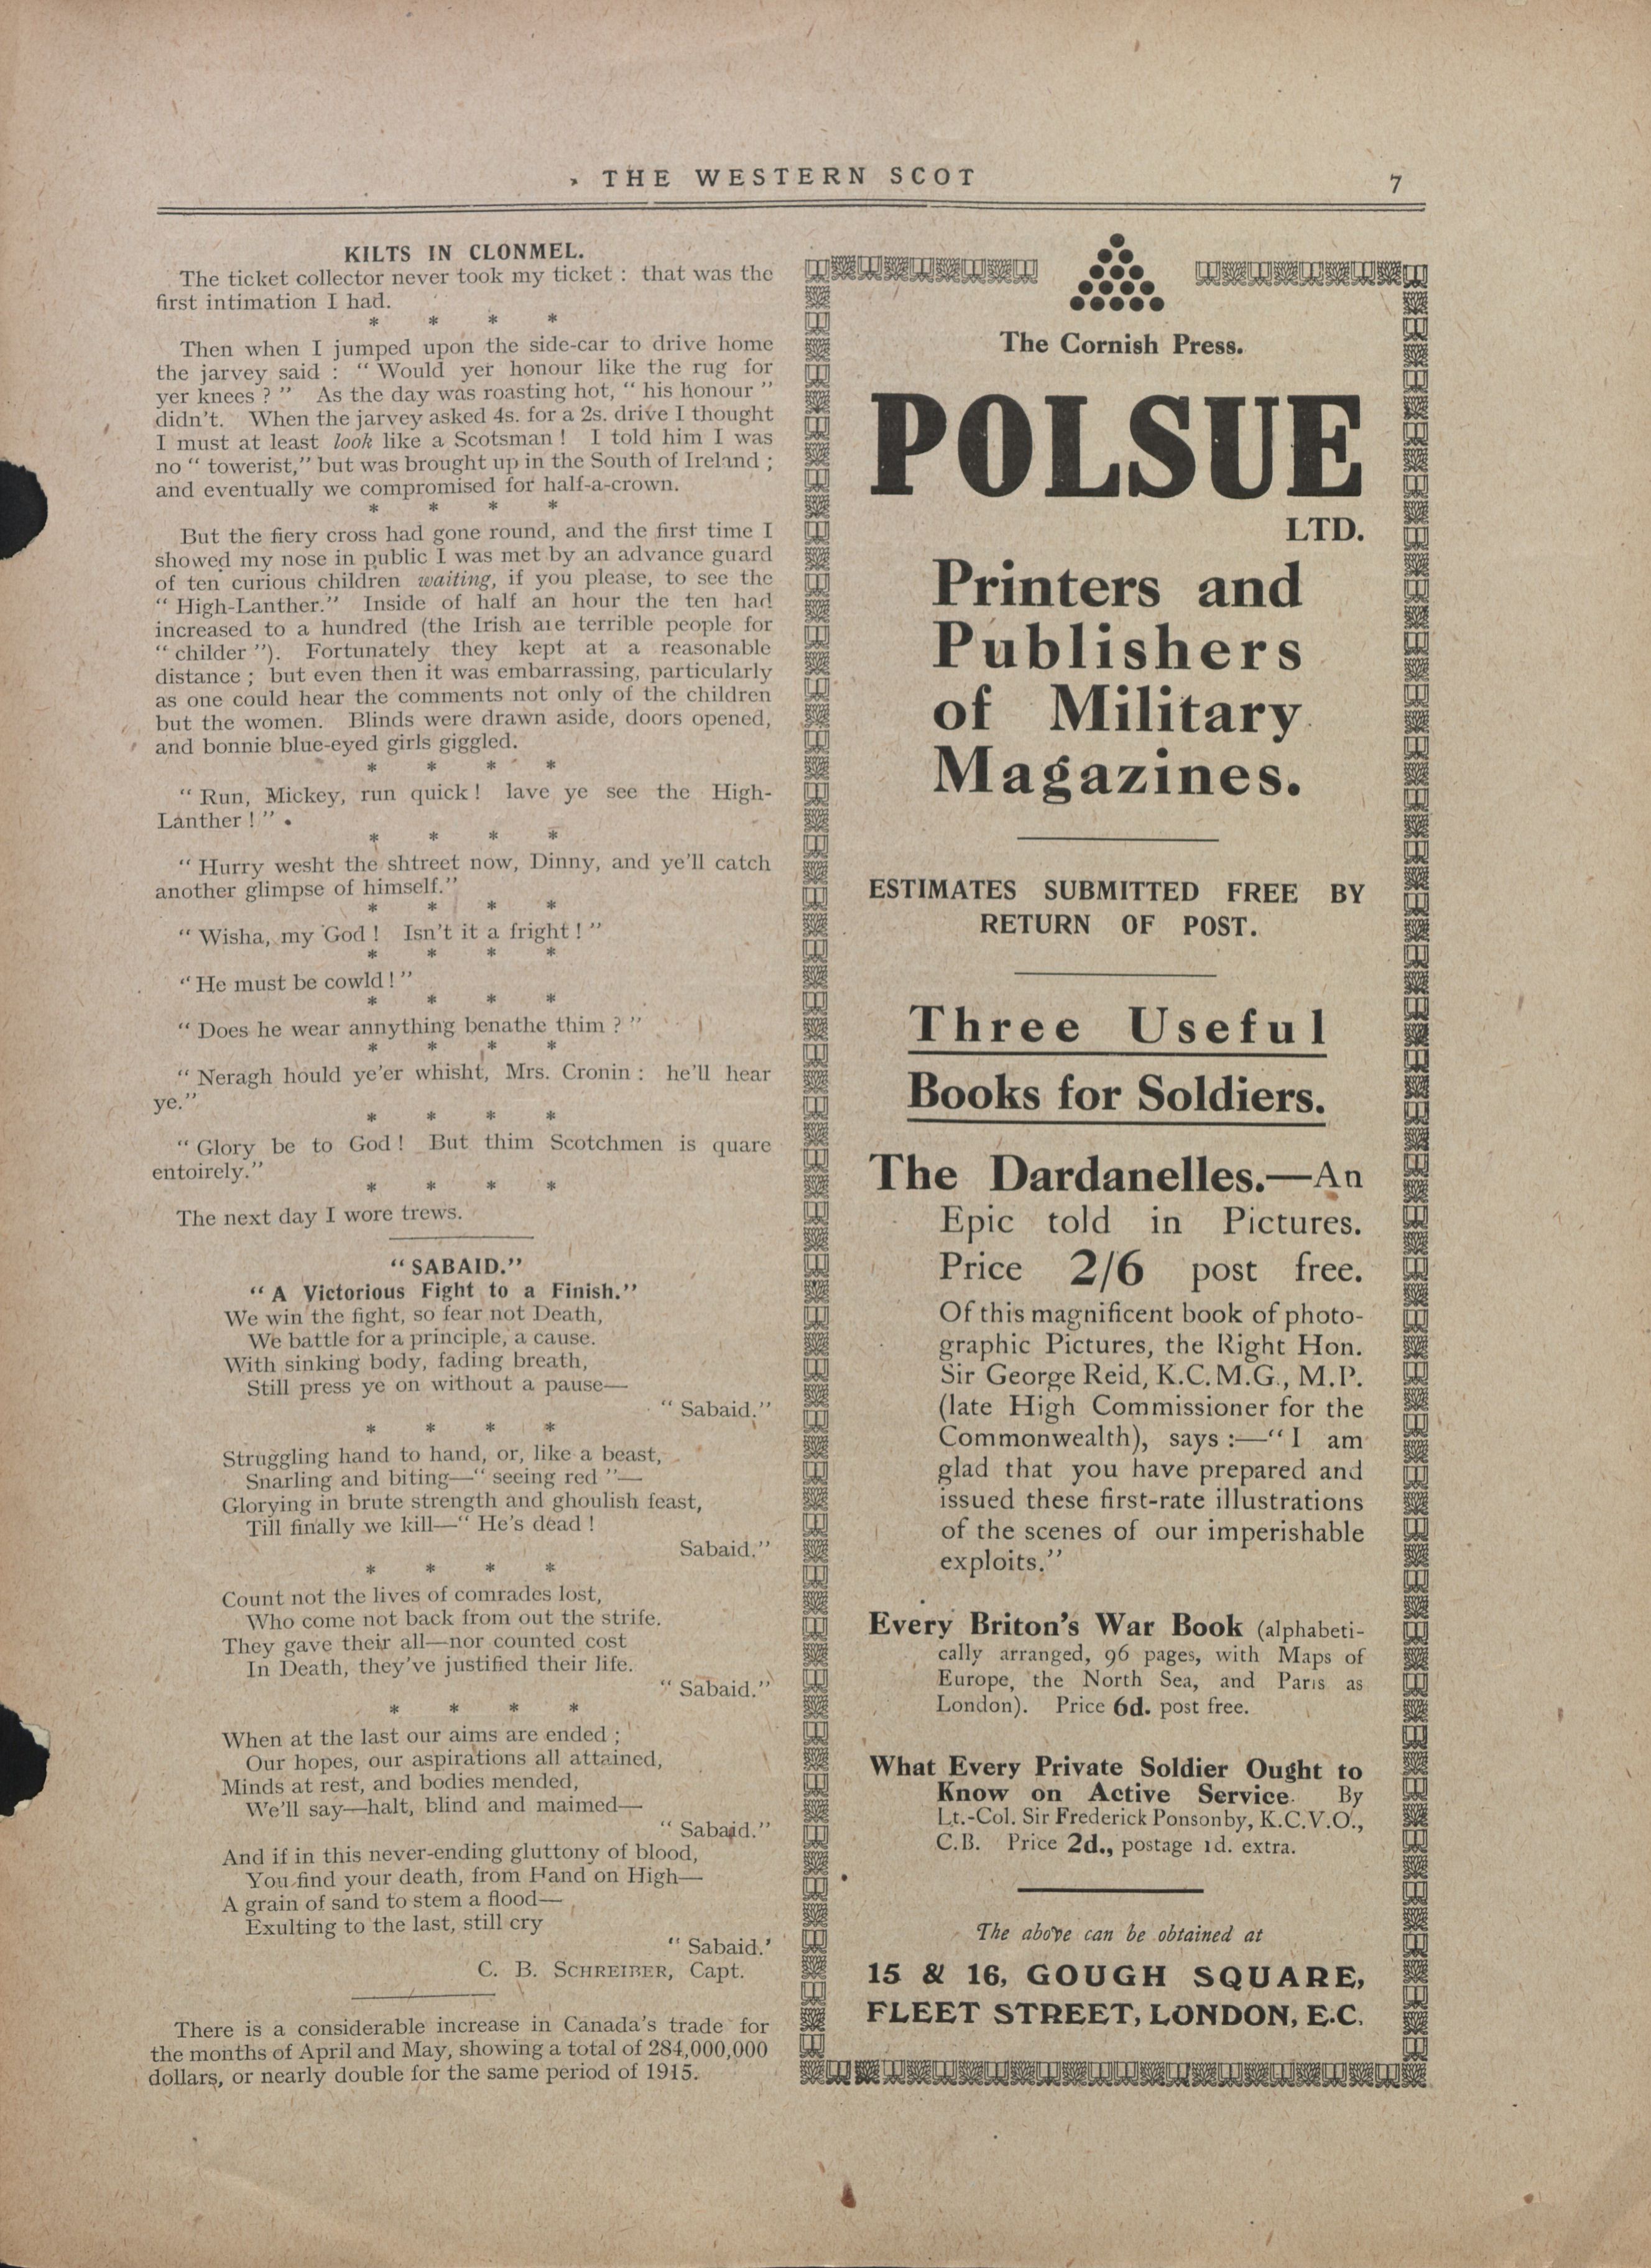 THE WESTERN SCOT
7
KILTS IN CLONMEL.
The ticket collector never took my ticket : that was the
first intimation I had.
* * * *
Then when I jumped upon the side-car to drive home
the jarvey said : “ Would yer honour like the rug for
yer knees ? ” As the day was roasting hot, “ his honour ”
didn't. When the jarvey asked 4s. for a 2s. drive I thought
I must at least look like a Scotsman ! I told him I was
no “ towerist,” but was brought up in the South of Ireland ;
and eventually we compromised for half-a-crown.
* * * *
But the fiery cross had gone round, and the first time I
showed my nose in public I was met by an advance guard
of ten curious children waiting, if you please, to see the
“ High-Lanther.” Inside of half an hour the ten had
increased to a hundred (the Irish are terrible people for
“ childer ”). Fortunately they kept at a reasonable
distance ; but even then it was embarrassing, particularly
as one could hear the comments not only of the children
but the women. Blinds were drawn aside, doors opened,
and bonnie blue-eyed girls giggled.
* * * *
“ Run, Mickey, run quick ! lave ye see the High-
Lanther ! ”
* * * *
“ Hurry wesht the shtreet now, Dinny, and ye'll catch
another glimpse of himself.”
* * * *
“ Wisha, my God ! Isn't it a fright ! ”
* * * *
“ He must be cowld ! ”
* * * *
“ Does he wear annything benathe thim ? ”
* * * *
“ Neragh hould ye'er whisht, Mrs. Cronin : he'll hear
ye.”
* * * *
“ Glory be to God ! But thim Scotchmen is quare
entoirely.”
* * * *
The next day I wore trews.
“ SABAID.”
“ A Victorious Fight to a Finish.”
We win the fight, so fear not Death,
We battle for a principle, a cause.
With sinking body, fading breath,
Still press ye on without a pause—
“ Sabaid.”
* * * *
Struggling hand to hand, or, like a beast,
Snarling and biting—“ seeing red ”—
Glorying in brute strength and ghoulish feast,
Till finally we kill—“ He's dead !
Sabaid.”
* * * *
Count not the lives of comrades lost,
Who come not back from out the strife.
They gave their all—nor counted cost
In Death, they've justified their life.
“ Sabaid.”
* * * *
When at the last our aims are ended ;
Our hopes, our aspirations all attained,
Minds at rest, and bodies mended,
We'll say—halt, blind and maimed—
“ Sabaid.”
And if in this never-ending gluttony of blood,
You find your death, from Hand on High—
A grain of sand to stem a flood—
Exulting to the last, still cry
“ Sabaid.'
C. B. SCHREIBER, Capt.
There is a considerable increase in Canada's trade for
the months of April and May, showing a total of 284,000,000
dollars, or nearly double for the same period of 1915.
The Cornish Press.
POLSUE
LTD.
Printers and
Publishers
of Military
Magazines.
ESTIMATES SUBMITTED FREE BY
RETURN OF POST.
Three Useful
Books for Soldiers.
The Dardanelles.—An
Epic told in Pictures.
Price 2/6 post free.
Of this magnificent book of photo-
graphic Pictures, the Right Hon.
Sir George Reid, K.C.M.G., M.P.
(late High Commissioner for the
Commonwealth), says :—“ I am
glad that you have prepared and
issued these first-rate illustrations
of the scenes of our imperishable
exploits.”
Every Briton's War Book (alphabeti-
cally arranged, 96 pages, with Maps of
Europe, the North Sea, and Paris as
London). Price 6d. post free.
What Every Private Soldier Ought to
Know on Active Service. By
Lt.-Col. Sir Frederick Ponsonby, K.C.V.O.,
C.B. Price 2d., postage 1d. extra.
The above can be obtained at
15 & 16, GOUGH SQUARE,
FLEET STREET, LONDON, E.C.